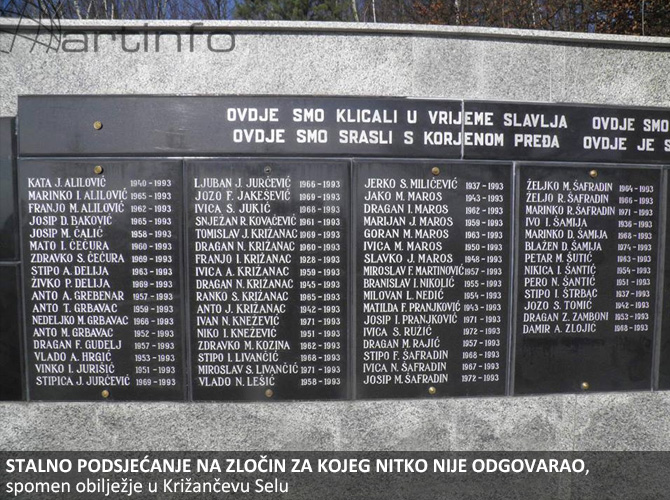 artinfo
OVDJE SMO KLICALI U VRIJEME SLAVLJA OVDJE SMO
OVDJE SMO SRASLI S KORJENOM PREĐA OVDJE JE
KATA J. ALILOVIĆ 1940-1993
MARINKO I. ALILOVIĆ 1965-1993
FRANJO M. ALILOVIĆ 1962-1993
JOSIP D. BAKOVIĆ 1965-1993
JOSIP M. ĆALIĆ 1958-1993
MATO I. ČEČURA 1960-1993
ZDRAVKO S. ČEČURA 1969-1993
STIPO A. DELIJA 1963-1993
ŽIVKO P. DELIJA 1969-1993
ANTO A. GREBENAR 1957-1993
ANTO T. GRBAVAC 1959-1993
NEDELJKO M. GRBAVAC 1968-1993
ANTO M. GRBAVAC 1952-1993
DRAGAN F. GUDELJ 1957-1993
VLADO A. HRGIĆ 1953-1993
VINKO I. JURIŠIĆ 1951-1993
STIPICA J. JURČEVIĆ 1969-1993
LJUBAN J. JURČEVIĆ 1966-1993
JOZO F. JAKEŠEVIĆ 1969-1993
IVICA S. JUKIĆ 1968-1993
SNJEŽAN R. KOVAČEVIĆ 1961-1993
TOMISLAV J. KRIŽANAC 1969-1993
DRAGAN N. KRIŽANAC 1960-1993
FRANJO I. KRIŽANAC 1928-1993
IVICA A. KRIŽANAC 1959-1993
DRAGAN N. KRIŽANAC 1945-1993
RANKO S. KRIŽANAC 1965-1993
ANTO J. KRIŽANAC 1942-1993
IVAN N. KNEŽEVIĆ 1971-1993
NIKO I. KNEŽEVIĆ 1951-1993
ZDRAVKO M. KOZINA 1962-1993
STIPO I. LIVANČIĆ 1968-1993
MIROSLAV S. LIVANČIĆ 1971-1993
VLADO N. LEŠIĆ 1958-1993
JERKO S. MILIČEVIĆ 1937-1993
JAKO M. MAROS 1943-1993
DRAGAN I. MAROS 1962-1993
MARIJAN J. MAROS 1959-1993
GORAN M. MAROS 1963-1993
IVICA M. MAROS 1950-1993
SLAVKO J. MAROS 1948-1993
MIROSLAV F. MARTINOVIĆ 1957-1993
BRANISLAV I. NIKOLIĆ 1955-1993
MILOVAN L. NEDIĆ 1954-1993
MATILDA F. PRANJKOVIĆ 1943-1993
JOSIP I. PRANJKOVIĆ 1971-1993
IVICA S. RUŽIĆ 1972-1993
DRAGAN M. RAJIĆ 1957-1993
STIPO F. ŠAFRADIN 1968-1993
IVICA N. ŠAFRADIN 1967-1993
JOSIP M. ŠAFRADIN 1972-1993
ŽELJKO M. ŠAFRADIN 1964-1993
ŽELJO R. ŠAFRADIN 1966-1993
MARINKO R. ŠAFRADIN 1971-1993
IVO I. ŠAMIJA 1936-1993
MARINKO D. ŠAMIJA 1968-1993
BLAŽEN D. ŠAMIJA 1974-1993
PETAR M. ŠUTIĆ 1963-1993
NIKICA I. ŠANTIĆ 1954-1993
PERO N. ŠANTIĆ 1951-1993
STIPO I. ŠTRBAC 1937-1993
JOZO S. TOMIĆ 1942-1993
DRAGAN Z. ZAMBONI 1953-1993
DAMIR A. ZLOJIĆ 1968-1993
STALNO PODSJEĆANJE NA ZLOČIN ZA KOJEG NITKO NIJE ODGOVARAO,
spomen obilježje u Križančevu Selu